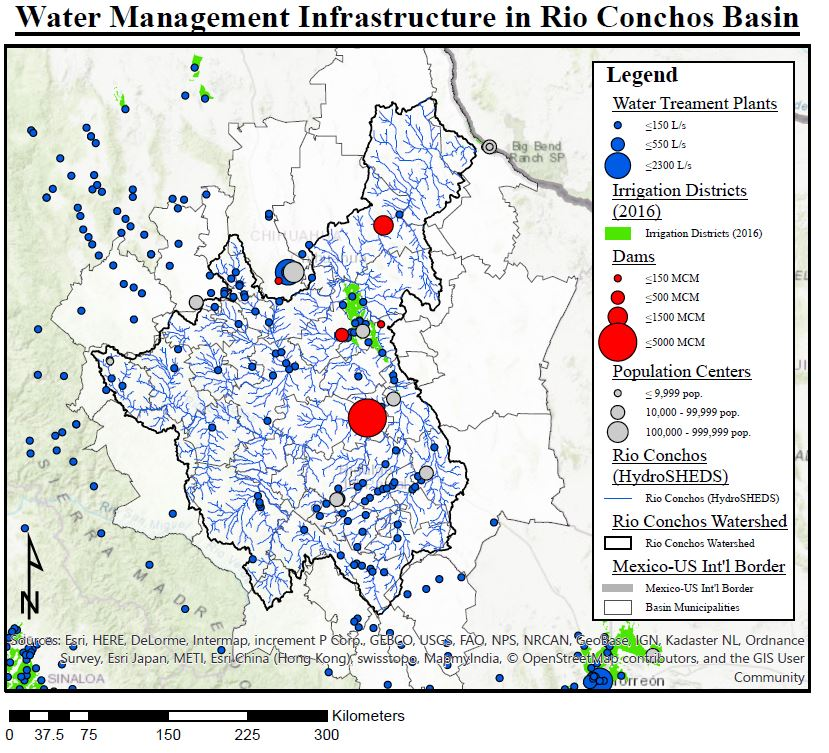 Water Management Infrastructure in Rio Conchos Basin
Big Bend
Ranch SP
CHIHUAHUA
SIERRA MADRE
SINALOA
Torreón
Legend
Water Treament Plants
≤150 L/s
≤550 L/s
≤2300 L/s
Irrigation Districts
(2016)
Irrigation Districts (2016)
Dams
≤150 MCM
≤500 MCM
≤1500 MCM
≤5000 MCM
Population Centers
≤ 9,999 pop.
10,000 - 99,999 pop.
100,000 - 999,999 pop.
Rio Conchos
(HydroSHEDS)
Rio Conchos (HydroSHEDS)
Rio Conchos Watershed
Rio Conchos Watershed
Mexico-US Int'l Border
Mexico-US Int'l Border
Basin Municipalities
N
Sources: Esri, HERE, DeLorme, Intermap, increment P Corp., GEBCO, USGS, FAO, NPS, NRCAN, GeoBase, IGN, Kadaster NL, Ordnance
Survey, Esri Japan, METI, Esri China (Hong Kong), swisstopo, MapmyIndia, © OpenStreetMap contributors, and the GIS User
Community
Kilometers
0 37.5 75 150 225 300